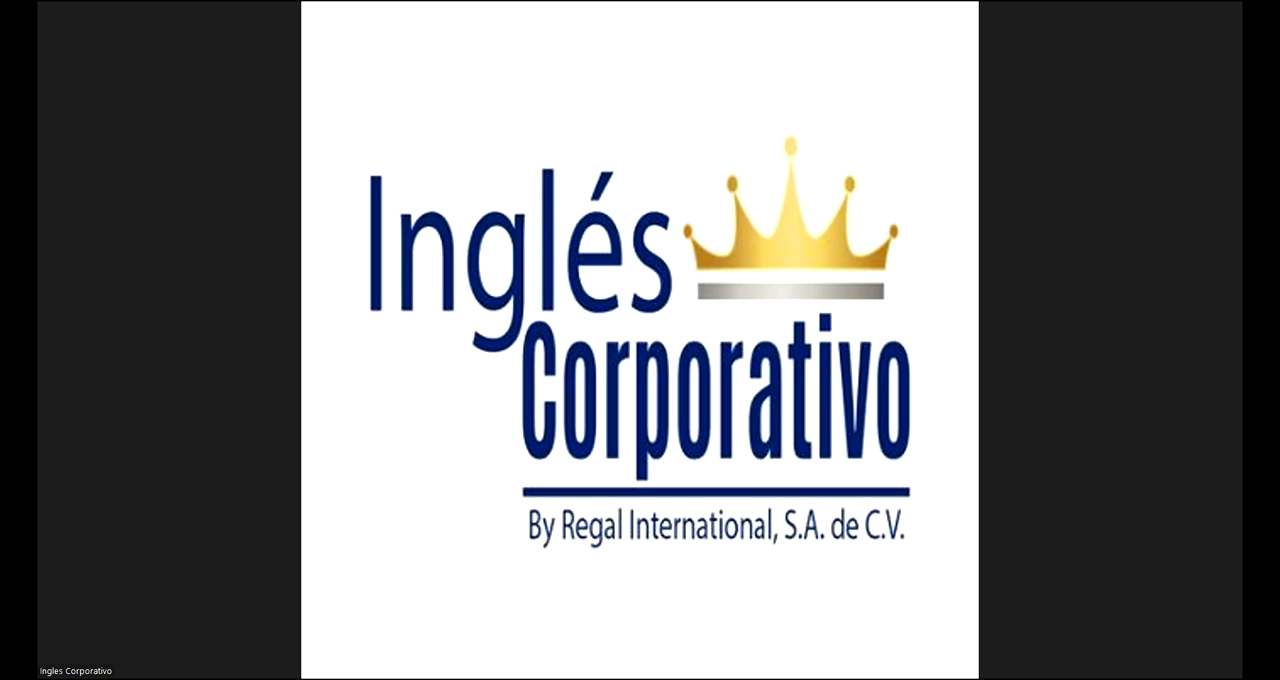 Inglés
Corporativo
By Regal International, S.A. de C.V.
Ingles Corporativo